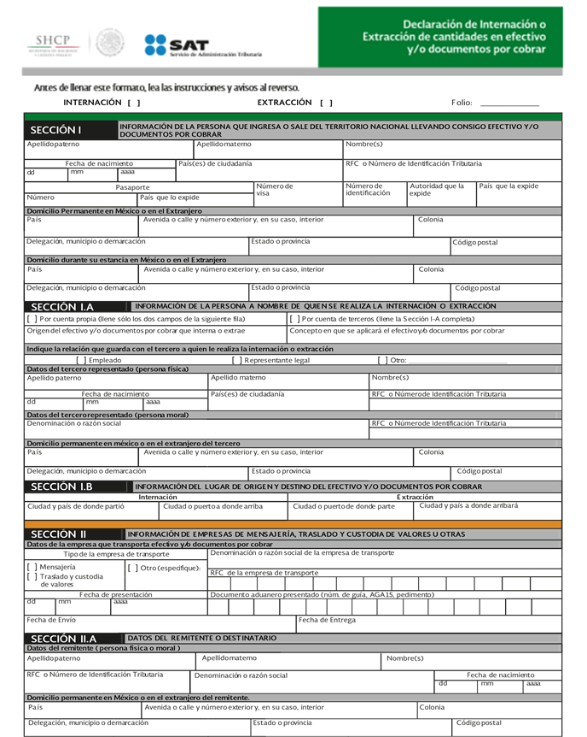 SHCP
SAT
Servicio de Administración Tributaria
Declaración de Internación o
Extracción de cantidades en efectivo
y/o documentos por cobrar
Antes de llenar este formato, lea las instrucciones y avisos al reverso.
INTERNACIÓN [ ] EXTRACCIÓN [ ] Folio:
SECCIÓN I INFORMACIÓN DE LA PERSONA QUE INGRESA O SALE DEL TERRITORIO NACIONAL LLEVANDO CONSIGO EFECTIVO Y/O
DOCUMENTOS POR COBRAR
Apellido paterno Apellido materno Nombre(s)
Fecha de nacimiento País(es) de ciudadanía RFC o Número de Identificación Tributaria
dd mm aaaa
Pasaporte Número de visa Número de identificación Autoridad que la expide País que la expide
Número País que lo expide
Domicilio Permanente en México o en el Extranjero
País Avenida o calle y número exterior y, en su caso, interior Colonia
Delegación, municipio o demarcación Estado o provincia Código postal
Domicilio durante su estancia en México o en el Extranjero
País Avenida o calle y número exterior y, en su caso, interior Colonia
Delegación, municipio o demarcación Estado o provincia Código postal
SECCIÓN I.A INFORMACIÓN DE LA PERSONA A NOMBRE DE QUIEN SE REALIZA LA INTERNACIÓN O EXTRACCIÓN
[ ] Por cuenta propia (llene sólo los dos campos de la siguiente fila) [ ] Por cuenta de terceros (llene la Sección I-A completa)
Origen del efectivo y/o documentos por cobrar que interna o extrae Concepto en que se aplicará el efectivo y/o documentos por cobrar
Indique la relación que guarda con el tercero a quien le realiza la internación o extracción
[ ] Empleado [ ] Representante legal [ ] Otro:
Datos del tercero representado (persona física)
Apellido paterno Apellido materno Nombre(s)
Fecha de nacimiento País(es) de ciudadanía RFC o Número de Identificación Tributaria
dd mm aaaa
Datos del tercero representado (persona moral)
Denominación o razón social RFC o Número de Identificación Tributaria
Domicilio permanente en méxico o en el extranjero del tercero
País Avenida o calle y número exterior y, en su caso, interior Colonia
Delegación, municipio o demarcación Estado o provincia Código postal
SECCIÓN I.B INFORMACIÓN DEL LUGAR DE ORIGEN Y DESTINO DEL EFECTIVO Y/O DOCUMENTOS POR COBRAR
Internación Extracción
Ciudad y país de donde partió Ciudad o puerto a donde arriba Ciudad o puerto de donde parte Ciudad y país a donde arribará
SECCIÓN II INFORMACIÓN DE EMPRESAS DE MENSAJERÍA, TRASLADO Y CUSTODIA DE VALORES U OTRAS
Datos de la empresa que transporta efectivo y/o documentos por cobrar
Tipo de la empresa de transporte Denominación o razón social de la empresa de transporte
[ ] Mensajería [ ] Otro (especifique):
[ ] Traslado y custodia RFC de la empresa de transporte
de valores
Fecha de presentación Documento aduanero presentado (núm. de guía, AGA15, pedimento)
dd mm aaaa
Fecha de Envío Fecha de Entrega
SECCIÓN II.A DATOS DEL REMITENTE O DESTINATARIO
Datos del remitente ( persona física o moral )
Apellido paterno Apellido materno Nombre(s)
RFC o Número de Identificación Tributaria Denominación o razón social Fecha de nacimiento
dd mm aaaa
Domicilio permanente en México o en el extranjero del remitente.
País Avenida o calle y número exterior y, en su caso, interior Colonia
Delegación, municipio o demarcación Estado o provincia Código postal